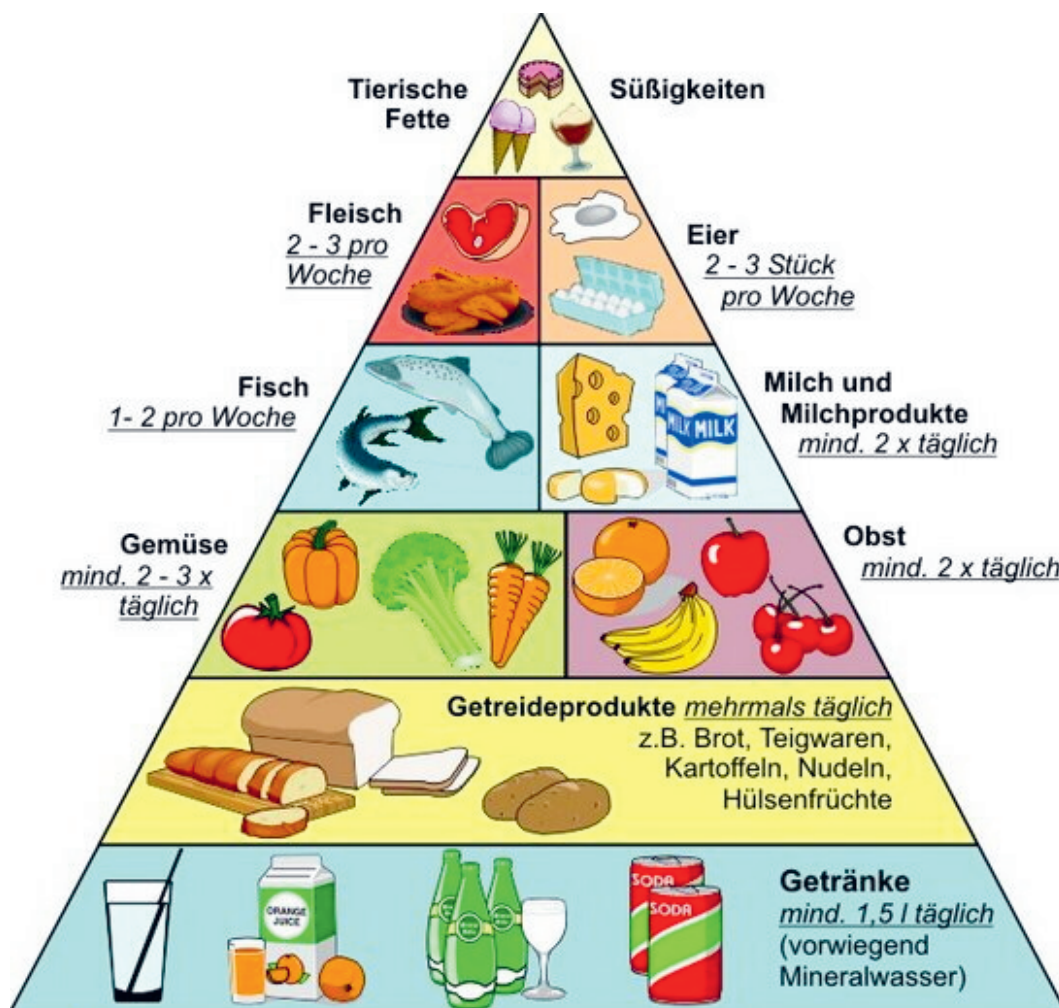 Tierische
Fette
Süßigkeiten
Fleisch
2 - 3 pro
Woche
Eier
2 - 3 Stück
pro Woche
Fisch
1- 2 pro Woche
Milch und
Milchprodukte
mind. 2 x täglich
MILK MILK
Gemüse
mind. 2 - 3 x
täglich
Obst
mind. 2 x täglich
Getreideprodukte mehrmals täglich
z.B. Brot, Teigwaren,
Kartoffeln, Nudeln,
Hülsenfrüchte
ORANGE
JUICE
SODA
SODA
Getränke
mind. 1,5 l täglich
(vorwiegend
Mineralwasser)